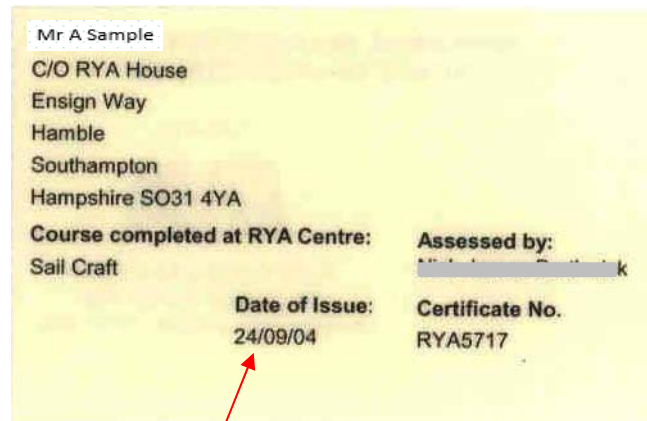 Mr A Sample
C/O RYA House
Ensign Way
Hamble
Southampton
Hampshire SO31 4YA
Course completed at RYA Centre: Assessed by:
Sail Craft
Date of Issue: Certificate No.
24/09/04 RYA5717